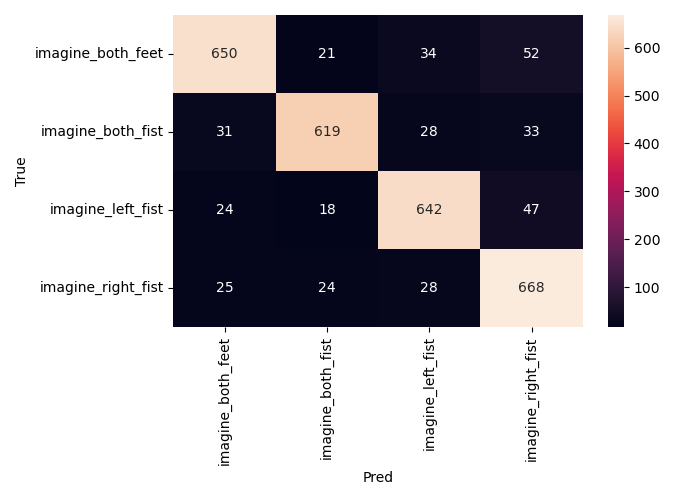 imagine_both_feet 650 21 34 52
imagine_both_fist 31 619 28 33
imagine_left_fist 24 18 642 47
imagine_right_fist 25 24 28 668
True
imagine_both_feet
imagine_both_fist
imagine_left_fist
imagine_right_fist
Pred
600
500
400
300
200
100